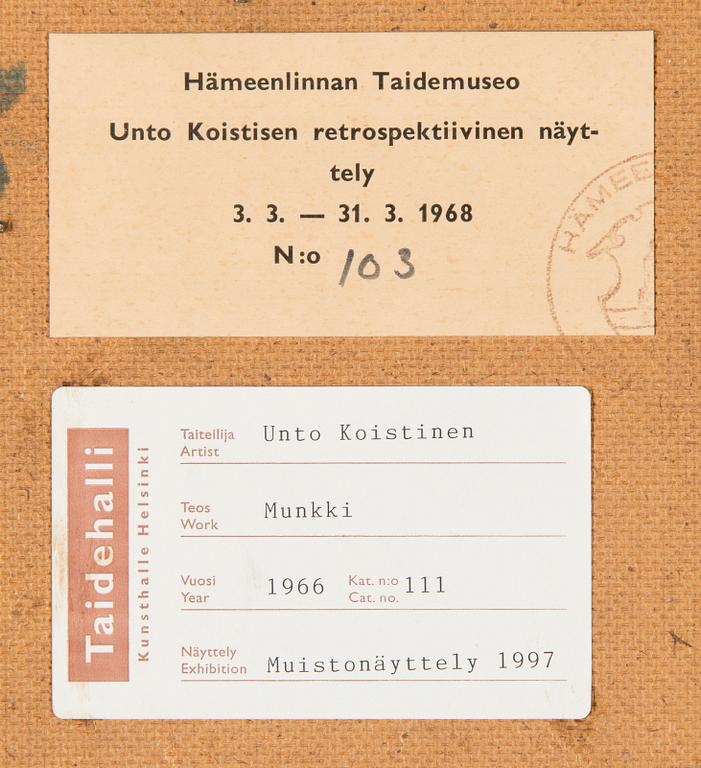 Hämeenlinnan Taidemuseo
Unto Koistisen retrospektiivinen näyt-
tely
3. 3. — 31. 3. 1968
N:o 103
HÄMEE
Taidehalli
Kunsthalle Helsinki
Taiteilija Unto Koistinen
Artist
Teos Munkki
Work
Vuosi 1966 Kat. n:o 111
Year Cat. no.
Näyttely Muistonäyttely 1997
Exhibition